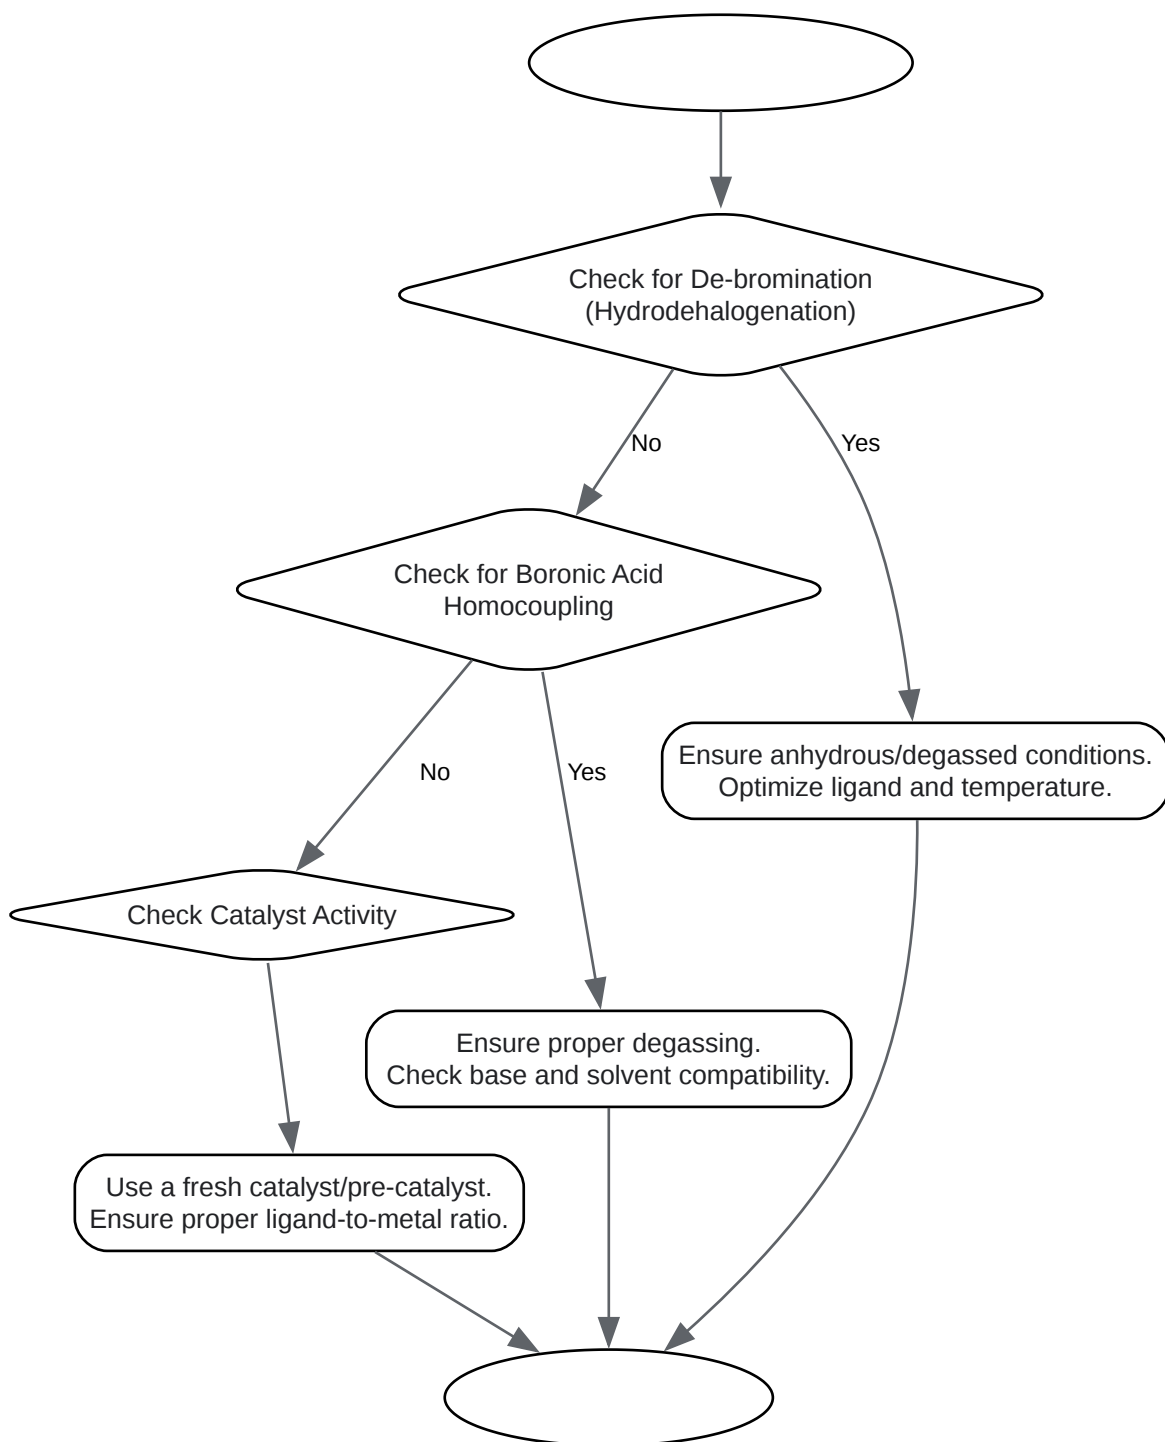 Check for De-bromination
(Hydrodehalogenation)
No
Yes
Check for Boronic Acid
Homocoupling
Ensure anhydrous/degassed conditions.
Optimize ligand and temperature.
No
Yes
Check Catalyst Activity
Ensure proper degassing.
Check base and solvent compatibility.
Use a fresh catalyst/pre-catalyst.
Ensure proper ligand-to-metal ratio.